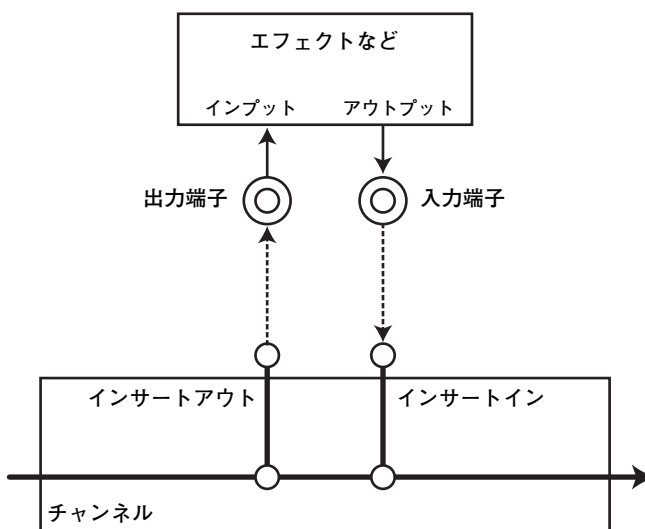 エフェクトなど
インプット
アウトプット
出力端子
入力端子
インサートアウト
インサートイン
チャンネル